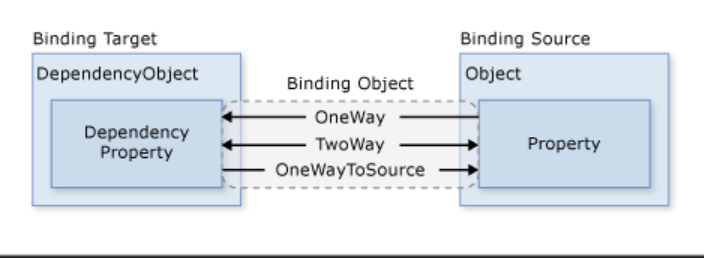 Binding Target
Binding Source
DependencyObject
Object
Binding Object
OneWay
Dependency
Property
TwoWay
Property
OneWayToSource